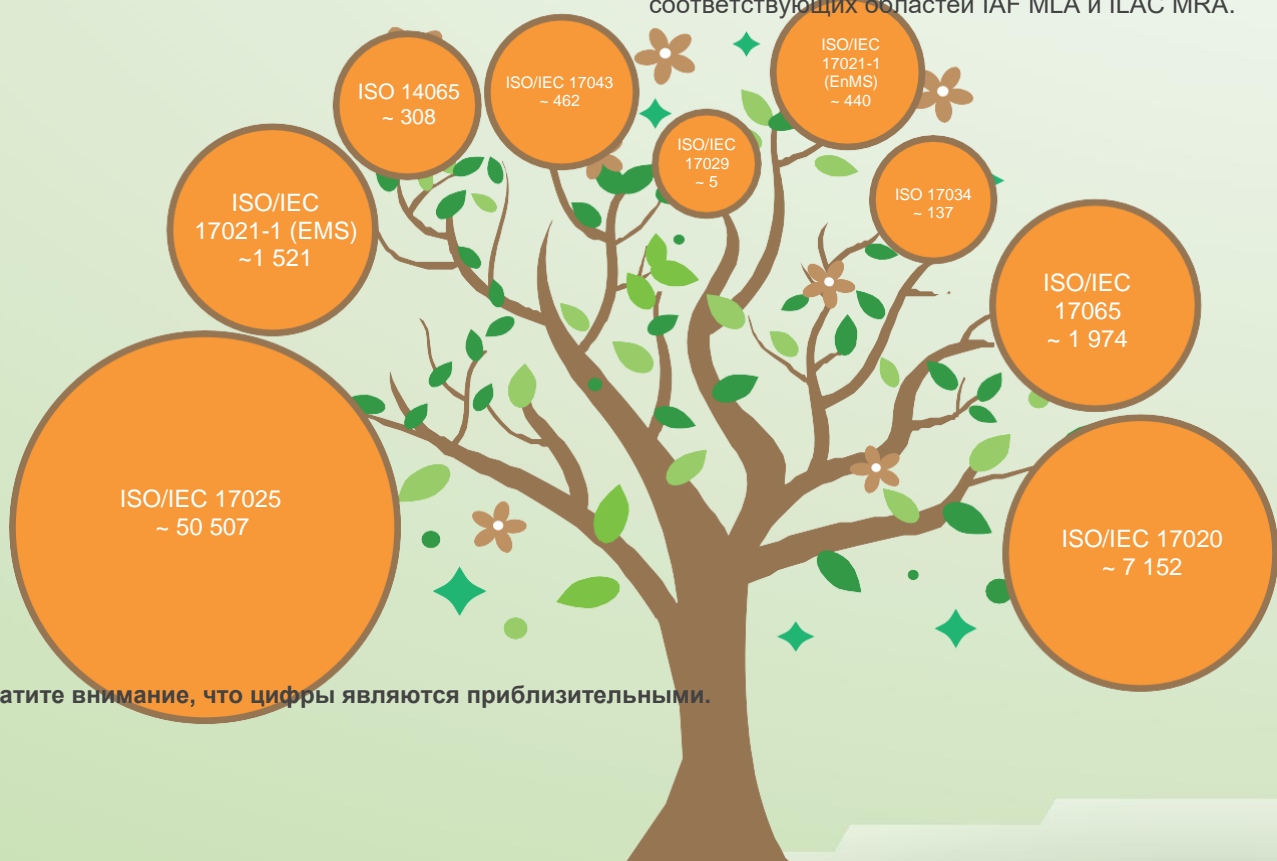 соответствующих областей IAF MLA и ILAC MRA.
ISO 14065
~ 308
ISO/IEC 17043
~ 462
ISO/IEC
17029
~ 5
ISO/IEC
17021-1
(EnMS)
~ 440
ISO 17034
~ 137
ISO/IEC
17021-1 (EMS)
~1 521
ISO/IEC
17065
~ 1 974
ISO/IEC 17025
~ 50 507
ISO/IEC 17020
~ 7 152
атите внимание, что цифры являются приблизительными.